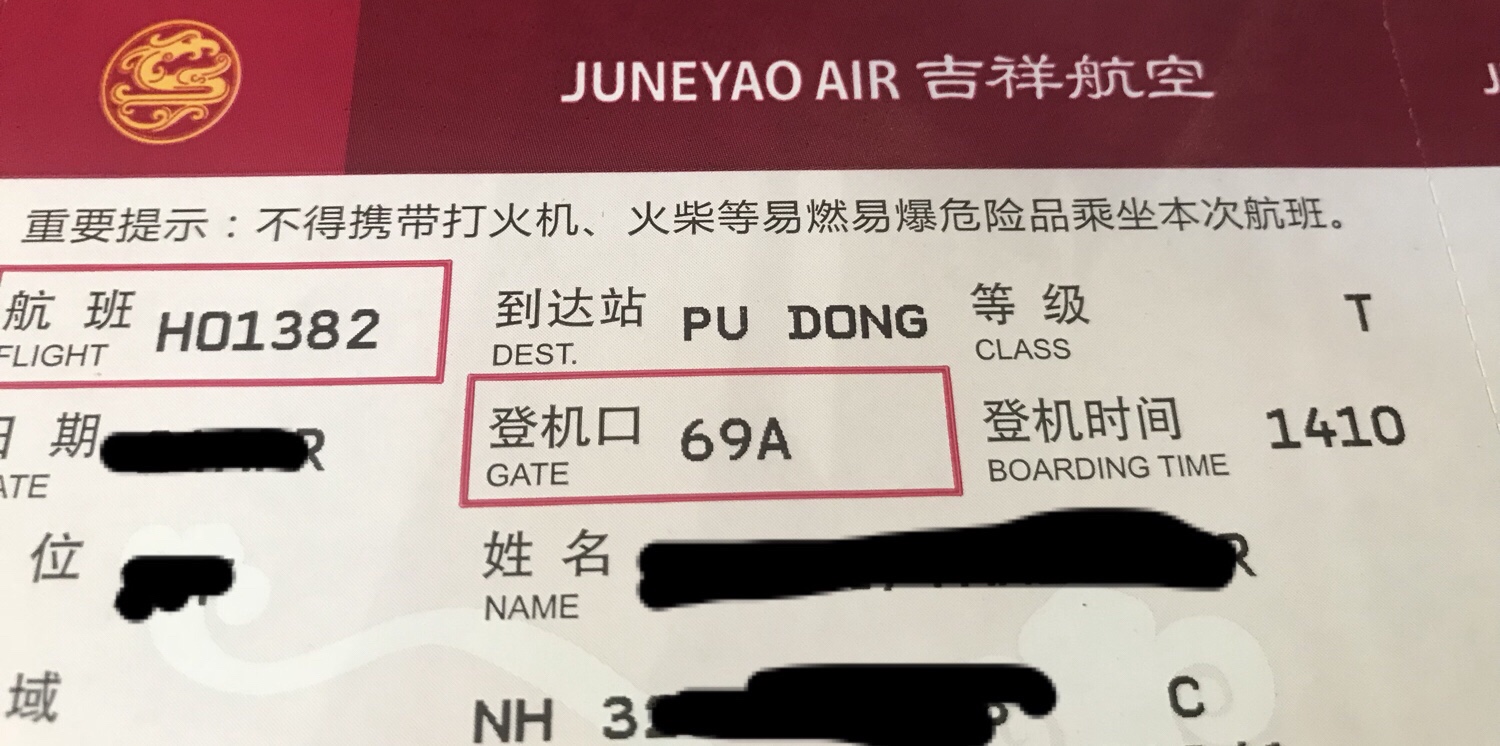 JUNEYAO AIR 吉祥航空
重要提示：不得携带打火机、火柴等易燃易爆危险品乘坐本次航班。
航 班 HO1382 到达站 PU DONG 等 级 T
FLIGHT DEST. CLASS
期 登机口 69A 登机时间 1410
GATE BOARDING TIME
位 姓 名
NAME
域 NH C